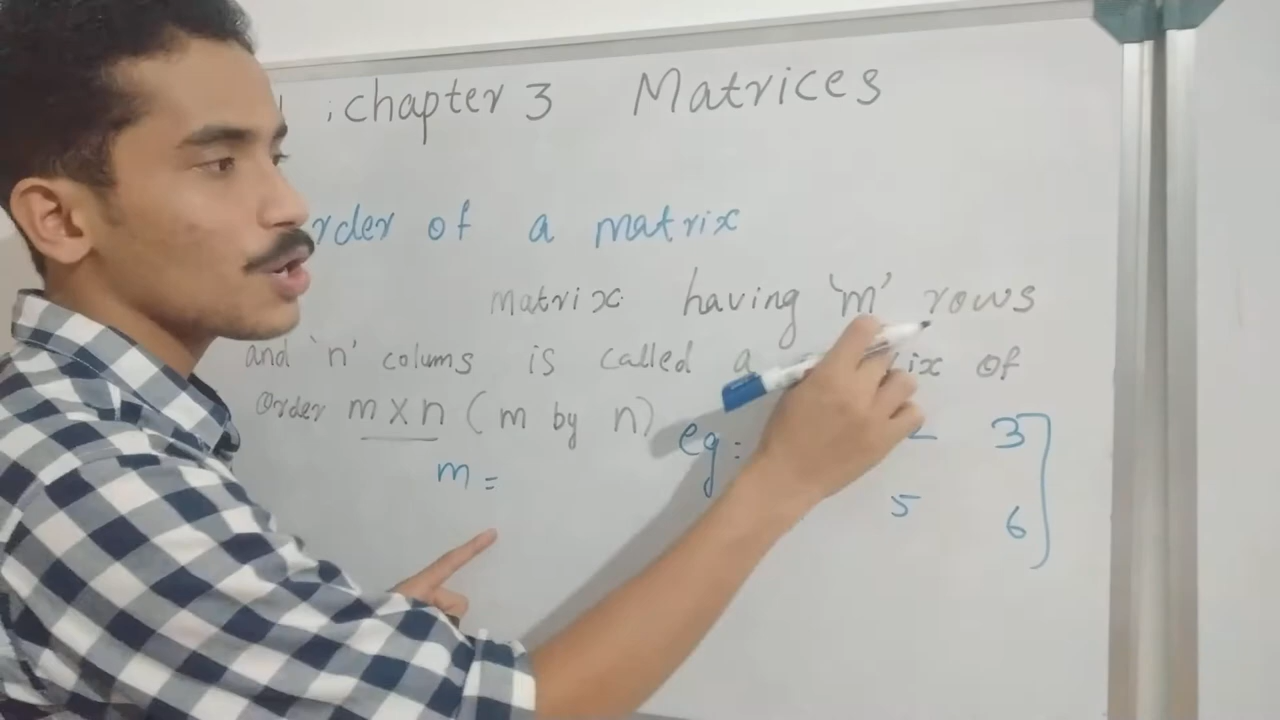 ; chapter 3 Matrices
rder of a matrix
matrix having 'm' rows
and 'n' colums is called a ix of
Order m x n ( m by n)
eg: 3
m =
5 6